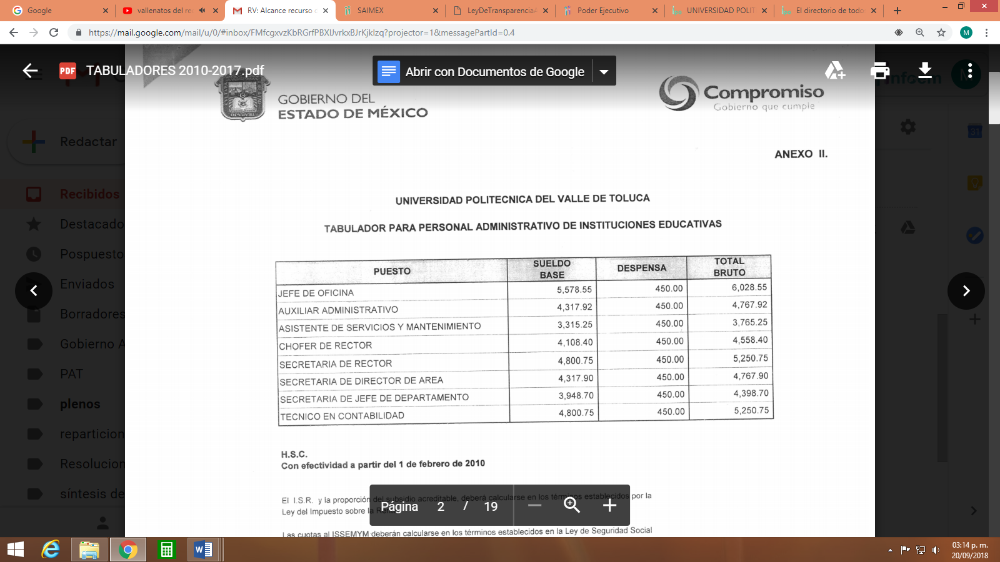 Google
vallenatos del re
RV: Alcance recurso
SAIMEX
LeyDeTransparencia
Poder Ejecutivo
UNIVERSIDAD POLIT
El directorio de todo
https://mail.google.com/mail/u/0/#inbox/FMfcgxvzKbRGrfPBXlJvrkxBJrKjklzq?projector=1&messagePartId=0.4
M
PDF TABULADORES 2010-2017.pdf
Abrir con Documentos de Google
infoem
M
GOBIERNO DEL
ESTADO DE MÉXICO
Compromiso
Gobierno que cumple
Redactar
Recibidos
Destacado
Pospuesto
Enviados
Borradores
Gobierno A
PAT
plenos
reparticion
Resolucion
síntesis de
31
ANEXO II.
UNIVERSIDAD POLITECNICA DEL VALLE DE TOLUCA
TABULADOR PARA PERSONAL ADMINISTRATIVO DE INSTITUCIONES EDUCATIVAS
PUESTO SUELDO BASE DESPENSA TOTAL BRUTO
JEFE DE OFICINA 5,578.55 450.00 6,028.55
AUXILIAR ADMINISTRATIVO 4,317.92 450.00 4,767.92
ASISTENTE DE SERVICIOS Y MANTENIMIENTO 3,315.25 450.00 3,765.25
CHOFER DE RECTOR 4,108.40 450.00 4,558.40
SECRETARIA DE RECTOR 4,800.75 450.00 5,250.75
SECRETARIA DE DIRECTOR DE AREA 4,317.90 450.00 4,767.90
SECRETARIA DE JEFE DE DEPARTAMENTO 3,948.70 450.00 4,398.70
TECNICO EN CONTABILIDAD 4,800.75 450.00 5,250.75
H.S.C.
Con efectividad a partir del 1 de febrero de 2010
El I.S.R. y la proporción del subsidio acreditable, deberá calcularse en los términos establecidos por la
Ley del Impuesto sobre la Renta
Página 2 / 19
Las cuotas al ISSEMYM deberán calcularse en los términos establecidos en la Ley de Seguridad Social
03:14 p. m.
20/09/2018